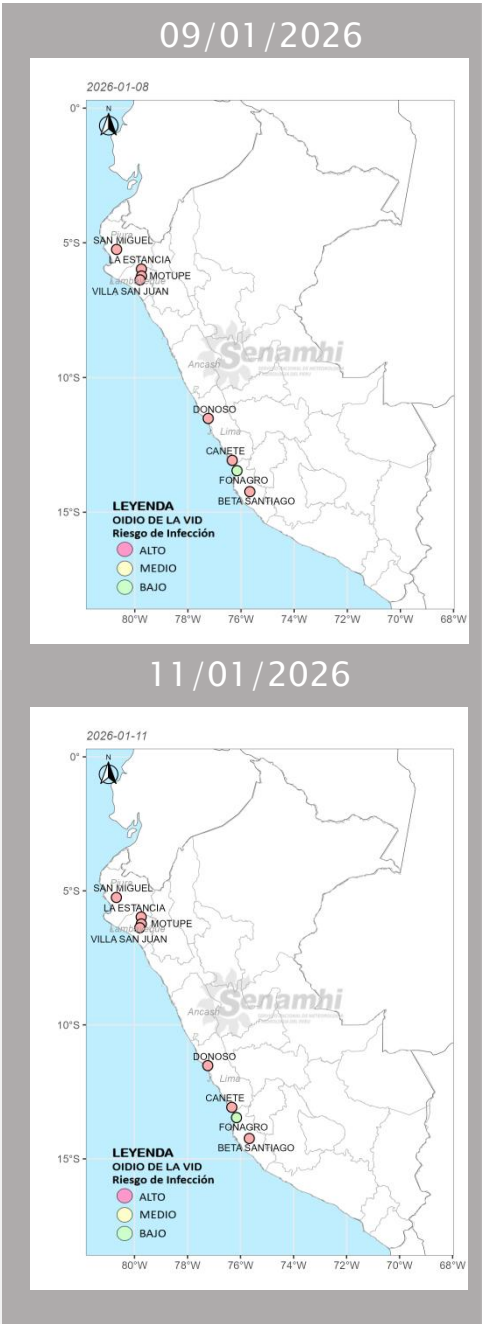 09/01/2026
2026-01-08
N
0°
Piura
SAN MIGUEL
5°S
LA ESTANCIA
MOTUPE
Lambayeque
VILLA SAN JUAN
Senamhi
Ancash
10°S
DONOSO
Lima
CANETE
FONAGRO
BETA SANTIAGO
LEYENDA
15°S
OIDIO DE LA VID
Riesgo de Infección
ALTO
MEDIO
BAJO
80°W 78°W 76°W 74°W 72°W 70°W 68°W
11/01/2026
2026-01-11
N
0°
Piura
SAN MIGUEL
5°S
LA ESTANCIA
MOTUPE
Lambayeque
VILLA SAN JUAN
Senamhi
Ancash
10°S
DONOSO
Lima
CANETE
FONAGRO
BETA SANTIAGO
LEYENDA
15°S
OIDIO DE LA VID
Riesgo de Infección
ALTO
MEDIO
BAJO
80°W 78°W 76°W 74°W 72°W 70°W 68°W